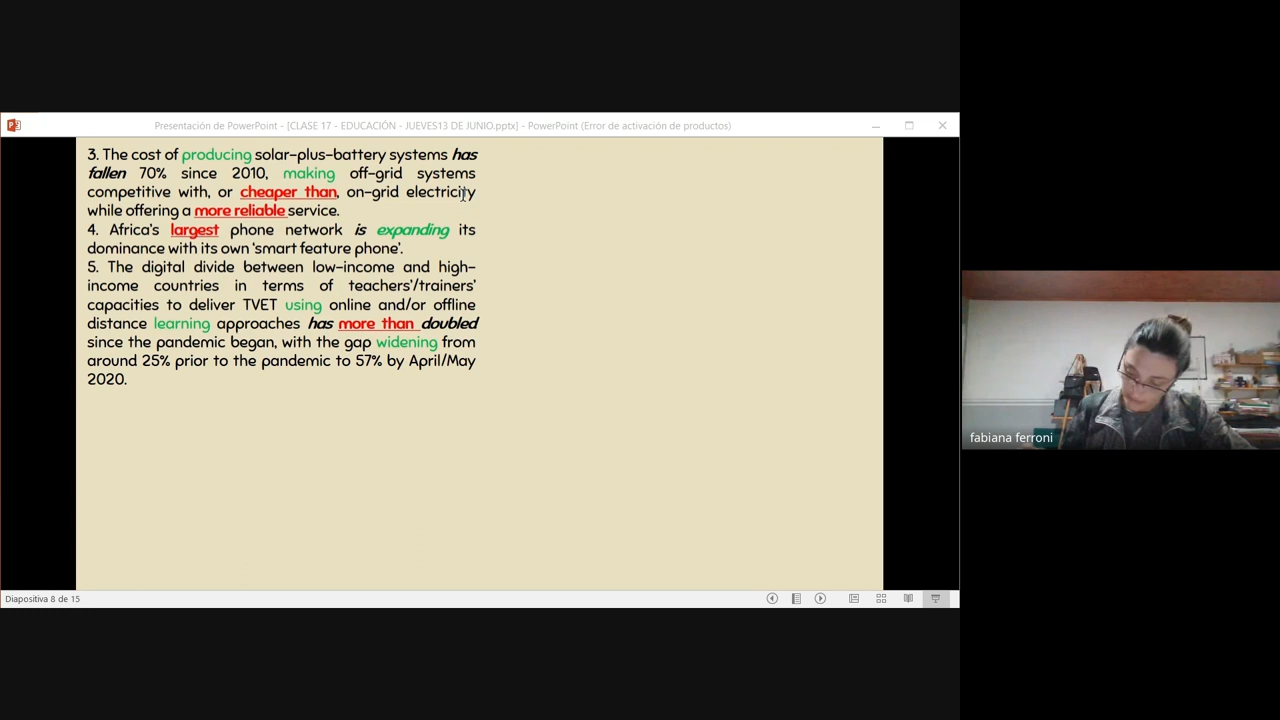 Presentación de PowerPoint - [CLASE 17 - EDUCACIÓN - JUEVES13 DE JUNIO.pptx] - PowerPoint (Error de activación de productos)
3. The cost of producing solar-plus-battery systems has
fallen 70% since 2010, making off-grid systems
competitive with, or cheaper than, on-grid electricity
while offering a more reliable service.
4. Africa's largest phone network is expanding its
dominance with its own 'smart feature phone'.
5. The digital divide between low-income and high-
income countries in terms of teachers'/trainers'
capacities to deliver TVET using online and/or offline
distance learning approaches has more than doubled
since the pandemic began, with the gap widening from
around 25% prior to the pandemic to 57% by April/May
2020.
fabiana ferroni
Diapositiva 8 de 15